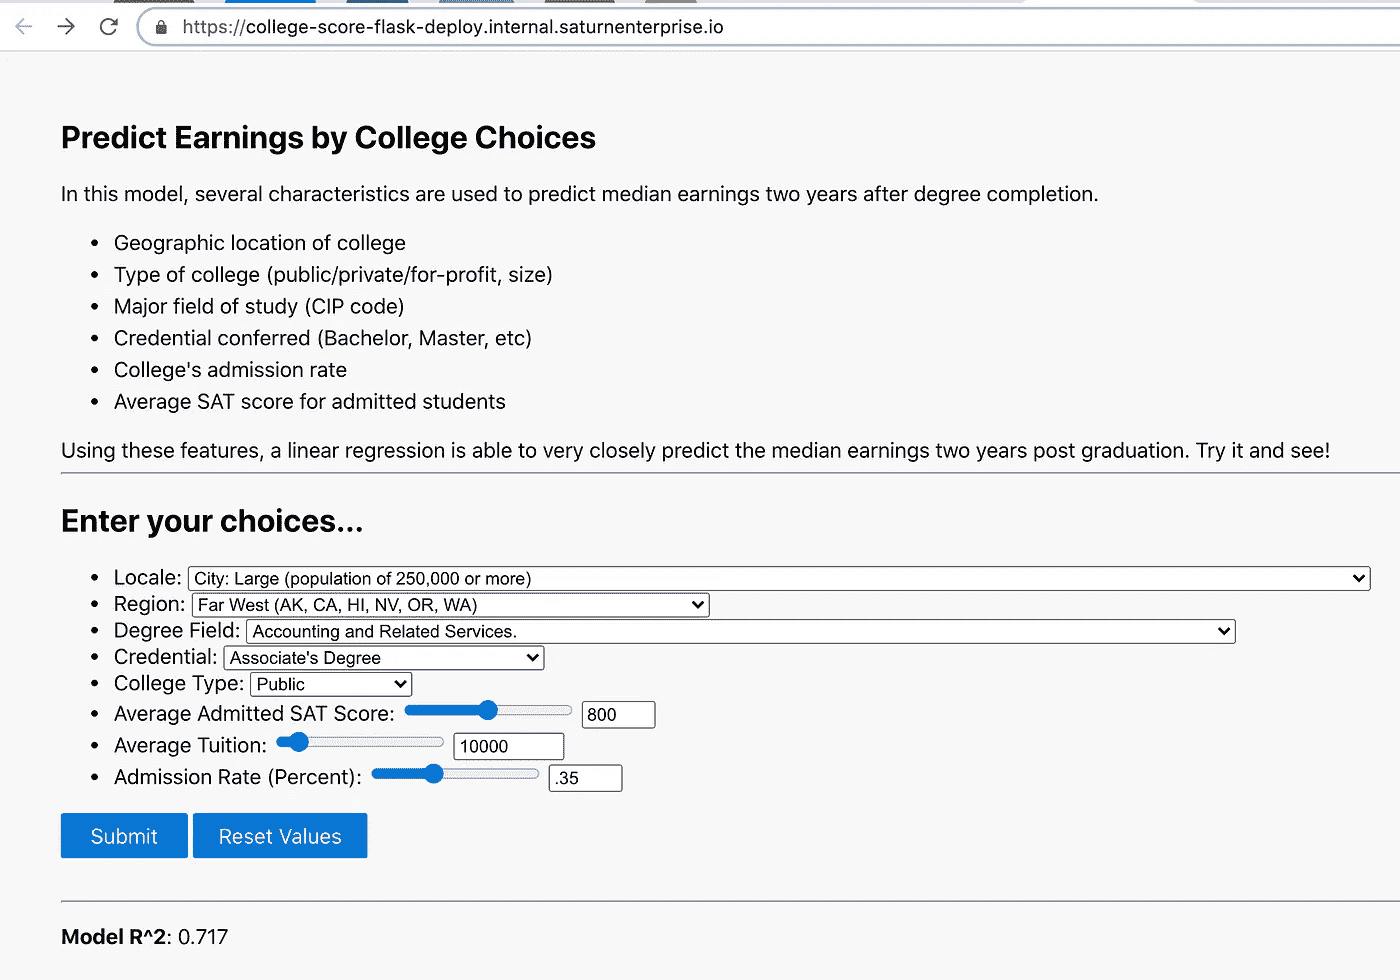 https://college-score-flask-deploy.internal.saturnenterprise.io
Predict Earnings by College Choices
In this model, several characteristics are used to predict median earnings two years after degree completion.
• Geographic location of college
• Type of college (public/private/for-profit, size)
• Major field of study (CIP code)
• Credential conferred (Bachelor, Master, etc)
• College's admission rate
• Average SAT score for admitted students
Using these features, a linear regression is able to very closely predict the median earnings two years post graduation. Try it and see!
Enter your choices...
• Locale: City: Large (population of 250,000 or more)
• Region: Far West (AK, CA, HI, NV, OR, WA)
• Degree Field: Accounting and Related Services.
• Credential: Associate's Degree
• College Type: Public
• Average Admitted SAT Score: 800
• Average Tuition: 10000
• Admission Rate (Percent): .35
Submit Reset Values
Model R^2: 0.717